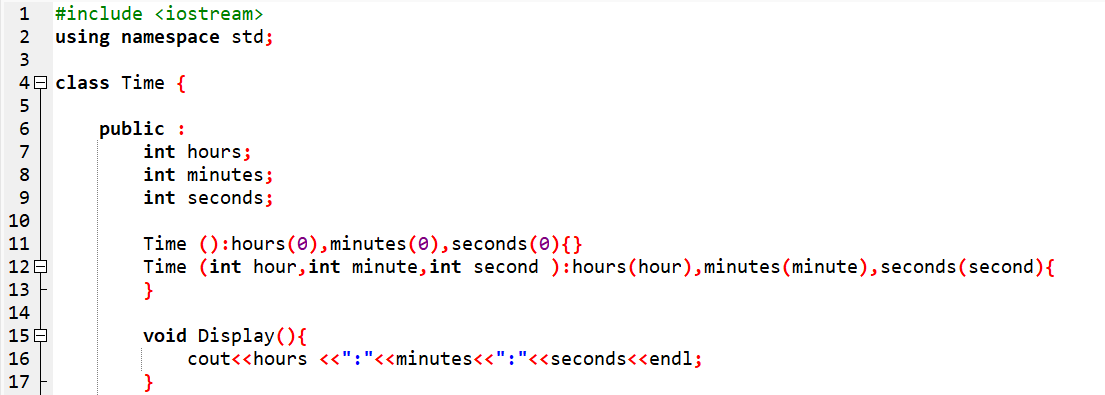 1 #include <iostream>
2 using namespace std;
3
4 class Time {
5
6 public :
7 int hours;
8 int minutes;
9 int seconds;
10
11 Time ():hours(0),minutes(0),seconds(0){}
12 Time (int hour,int minute,int second ):hours(hour),minutes(minute),seconds(second){
13 }
14
15 void Display(){
16 cout<<hours <<":"<<minutes<<":"<<seconds<<endl;
17 }